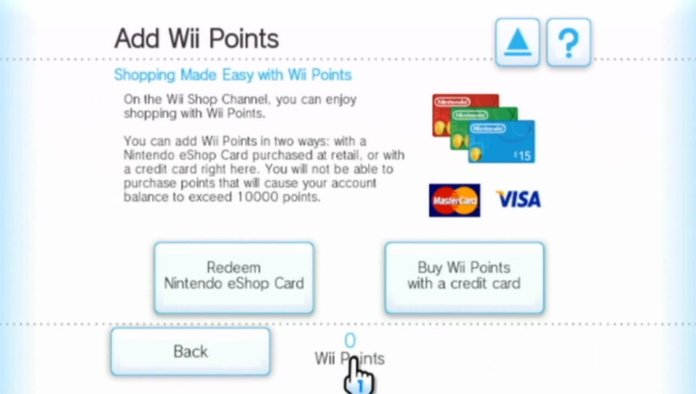 Add Wii Points
?
Shopping Made Easy with Wii Points
On the Wii Shop Channel, you can enjoy
shopping with Wii Points.
You can add Wii Points in two ways: with a
Nintendo eShop Card purchased at retail, or with
a credit card right here. You will not be able to
purchase points that will cause your account
balance to exceed 10000 points.
Nintendo
Nintendo
Nintendo
£15
MasterCard
VISA
Redeem
Nintendo eShop Card
Buy Wii Points
with a credit card
Back
0
Wii Points
1